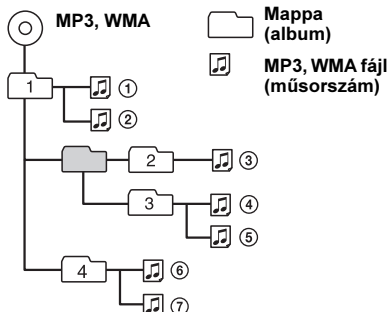 MP3, WMA
Mappa
(album)
MP3, WMA fájl
(műsorszám)
1
①
②
2
③
3
④
⑤
4
⑥
⑦